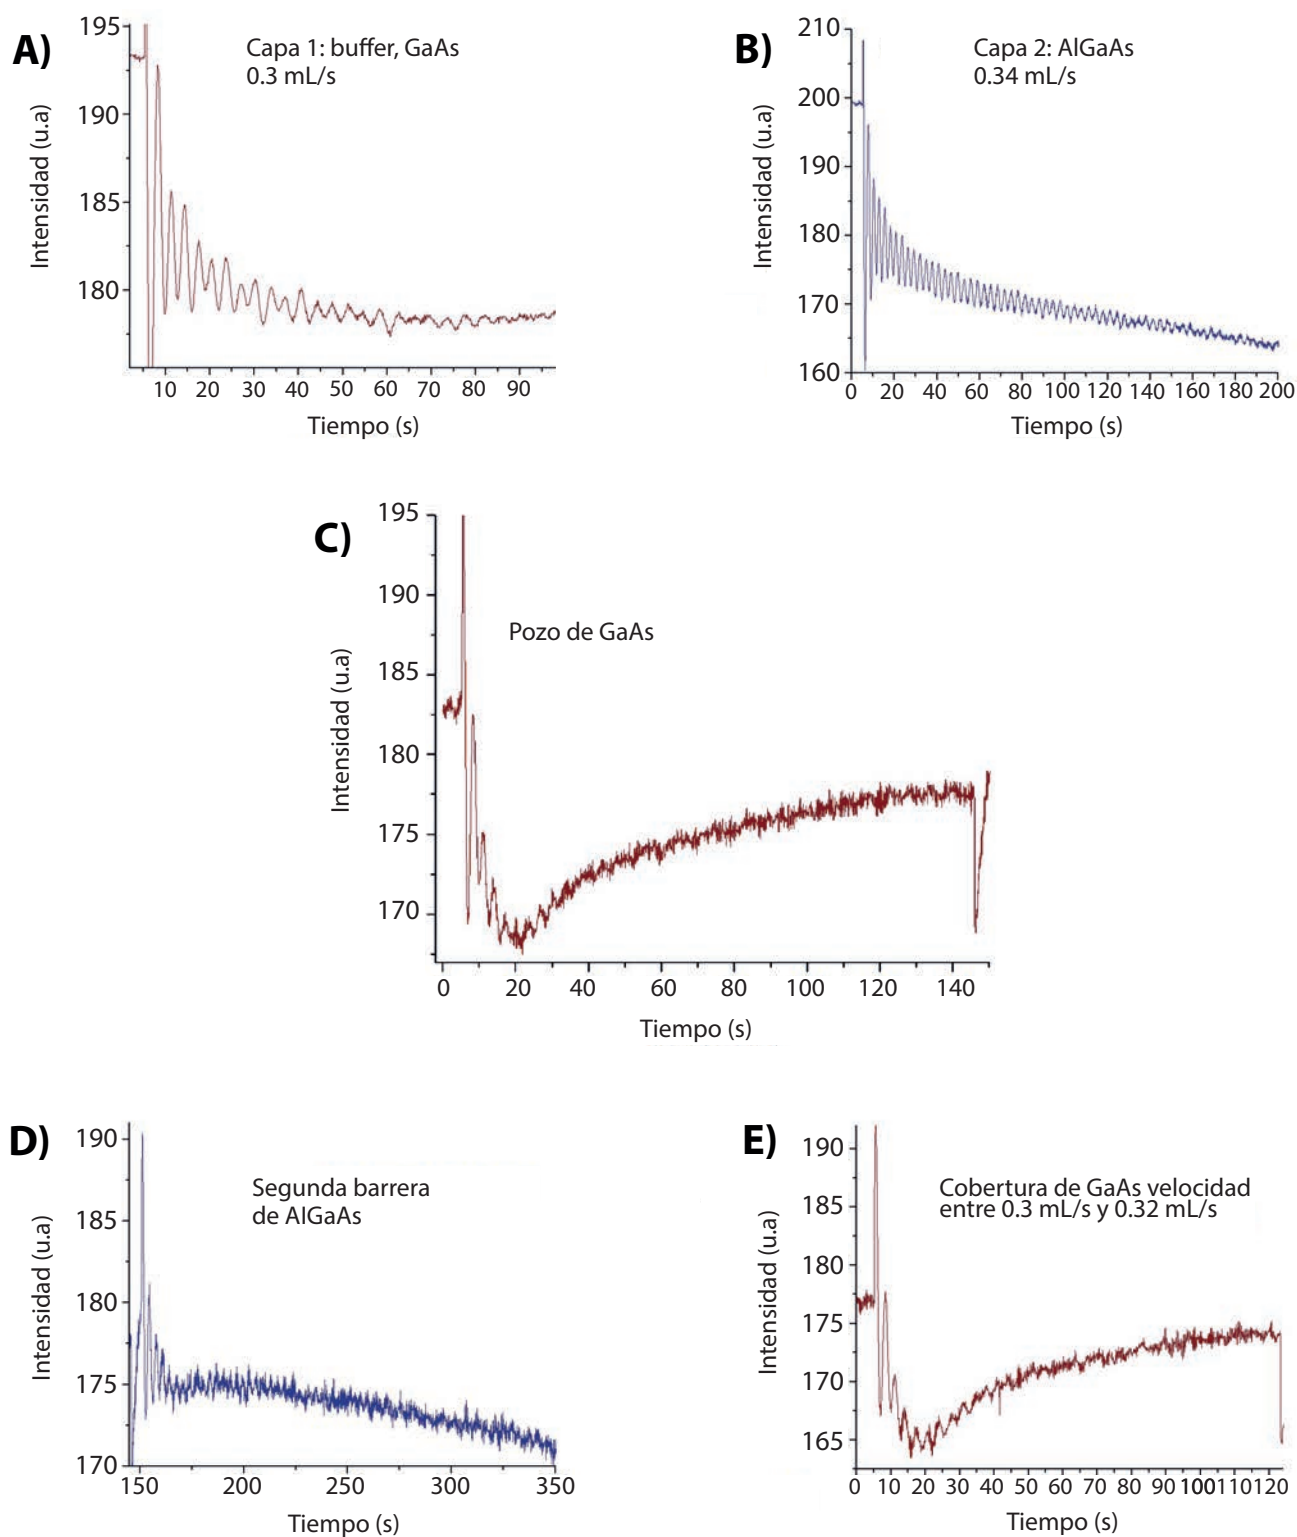 A)
Capa 1: buffer, GaAs
0.3 mL/s
Intensidad (u.a)
195
190
185
180
10 20 30 40 50 60 70 80 90
Tiempo (s)
B)
Capa 2: AlGaAs
0.34 mL/s
Intensidad (u.a)
210
200
190
180
170
160
0 20 40 60 80 100 120 140 160 180 200
Tiempo (s)
C)
Pozo de GaAs
Intensidad (u.a)
195
190
185
180
175
170
0 20 40 60 80 100 120 140
Tiempo (s)
D)
Segunda barrera
de AlGaAs
Intensidad (u.a)
190
185
180
175
170
150 200 250 300 350
Tiempo (s)
E)
Cobertura de GaAs velocidad
entre 0.3 mL/s y 0.32 mL/s
Intensidad (u.a)
190
185
180
175
170
165
0 10 20 30 40 50 60 70 80 90 100 110 120
Tiempo (s)